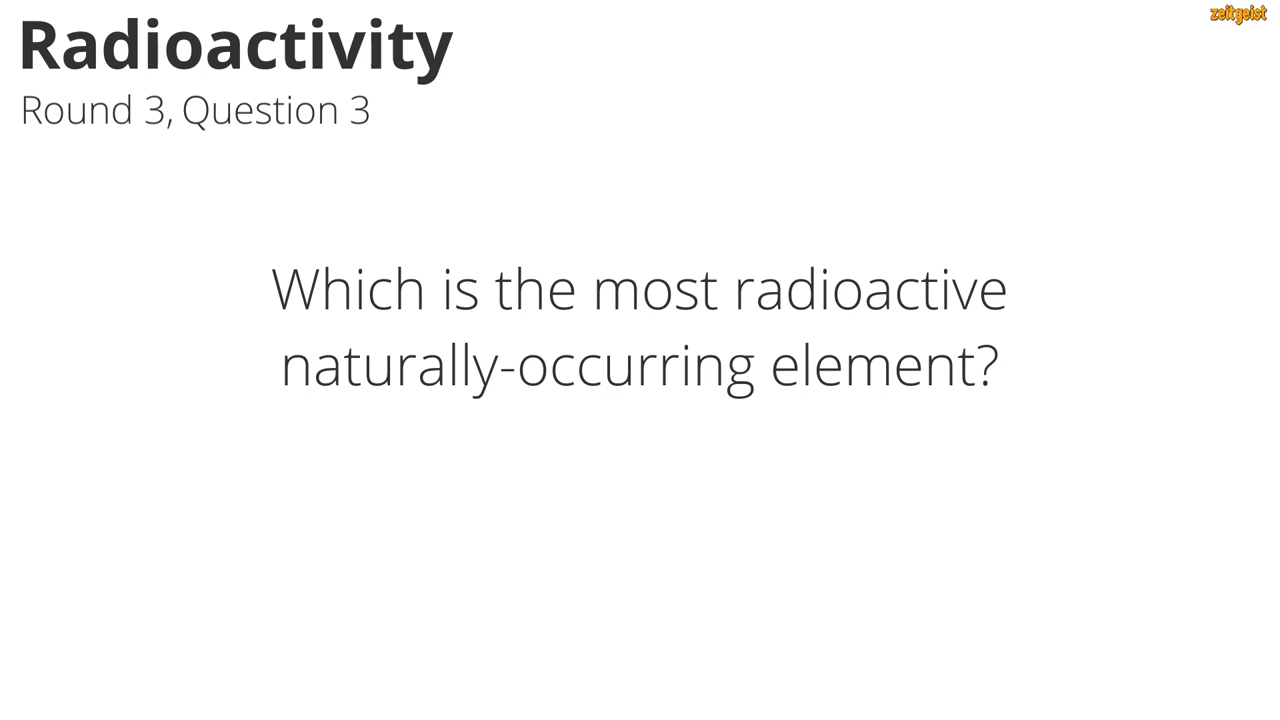 Radioactivity
zeitgeist
Round 3, Question 3
Which is the most radioactive
naturally-occurring element?